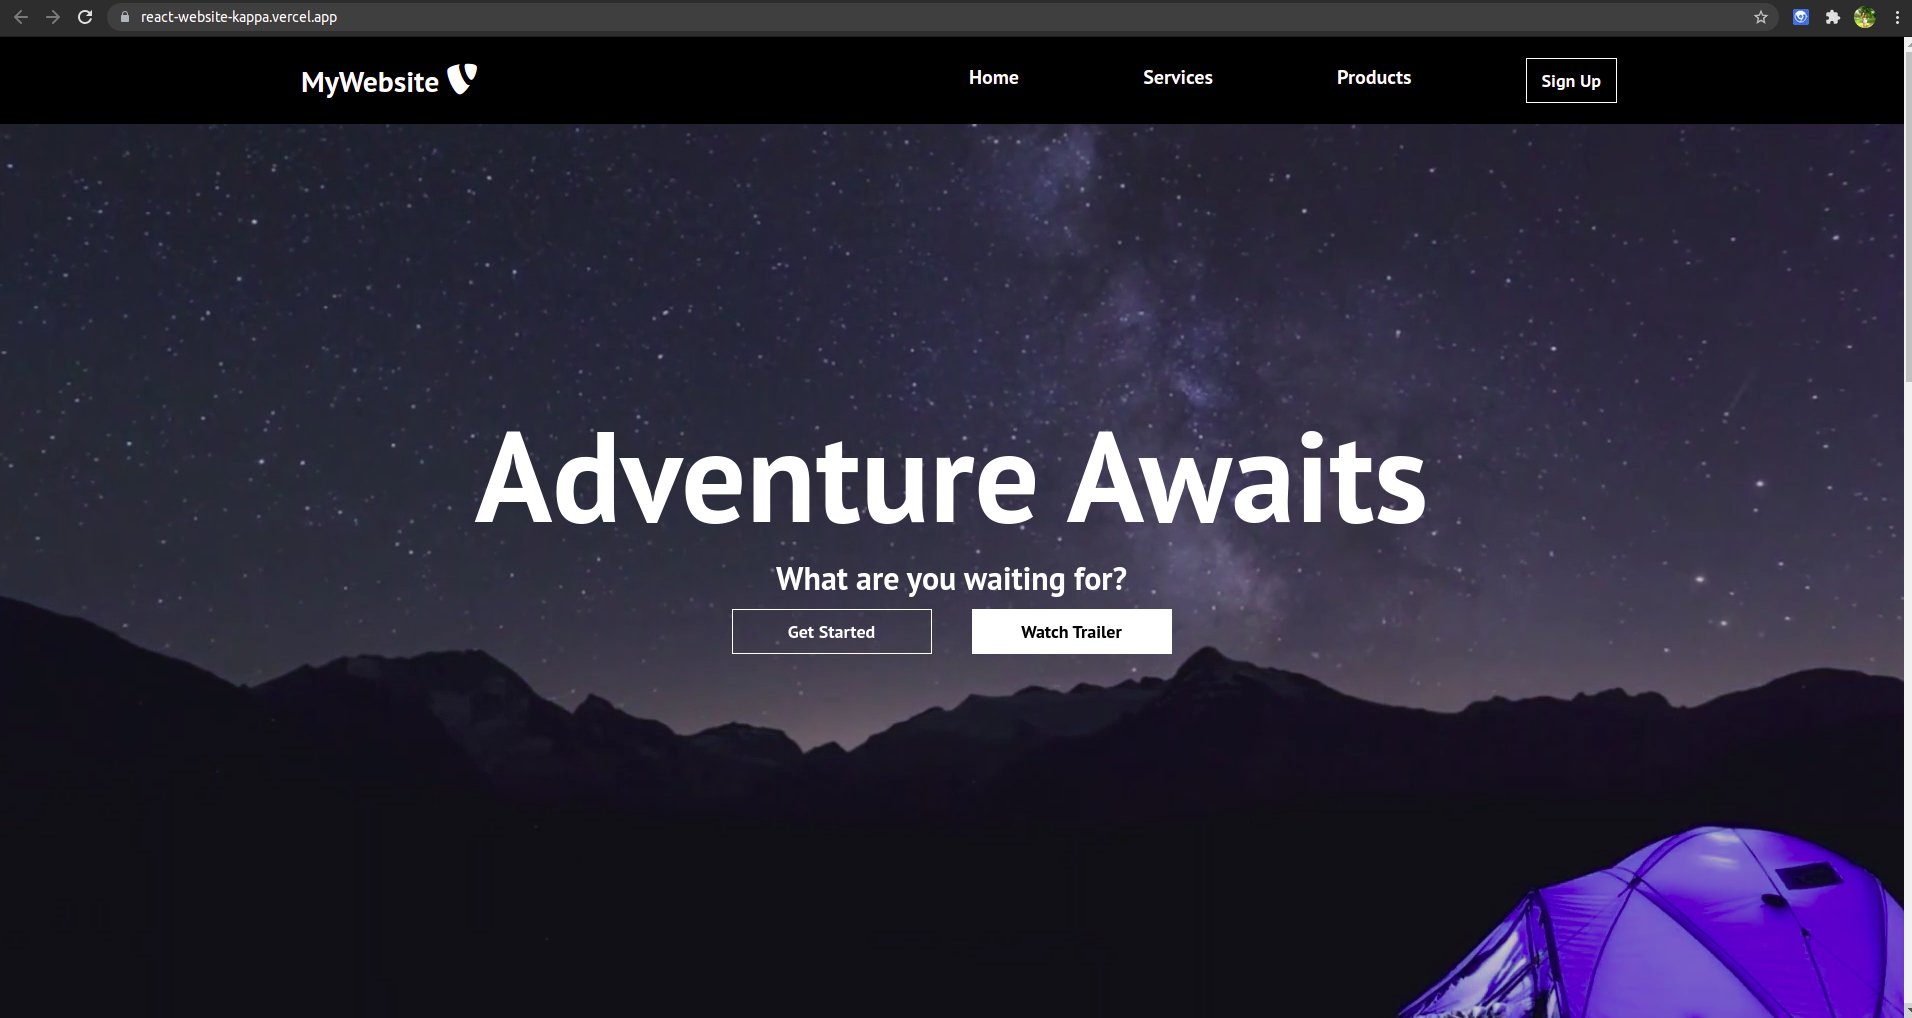 react-website-kappa.vercel.app
MyWebsite Home Services Products Sign Up
Adventure Awaits
What are you waiting for?
Get Started Watch Trailer